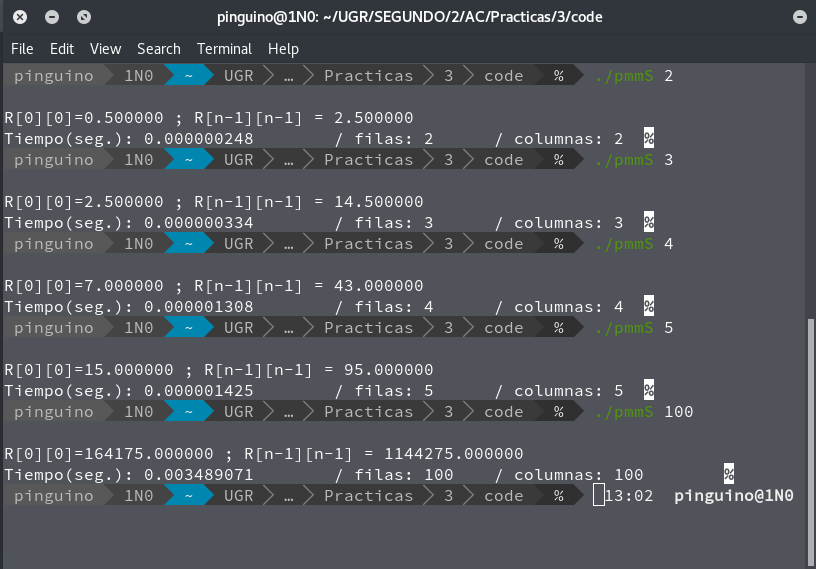 pinguino@1N0: ~/UGR/SEGUNDO/2/AC/Practicas/3/code
File Edit View Search Terminal Help
pinguino 1N0 ~ UGR … Practicas 3 code % ./pmmS 2
R[0][0]=0.500000 ; R[n-1][n-1] = 2.500000
Tiempo(seg.): 0.000000248 / filas: 2 / columnas: 2 %
pinguino 1N0 ~ UGR … Practicas 3 code % ./pmmS 3
R[0][0]=2.500000 ; R[n-1][n-1] = 14.500000
Tiempo(seg.): 0.000000334 / filas: 3 / columnas: 3 %
pinguino 1N0 ~ UGR … Practicas 3 code % ./pmmS 4
R[0][0]=7.000000 ; R[n-1][n-1] = 43.000000
Tiempo(seg.): 0.000001308 / filas: 4 / columnas: 4 %
pinguino 1N0 ~ UGR … Practicas 3 code % ./pmmS 5
R[0][0]=15.000000 ; R[n-1][n-1] = 95.000000
Tiempo(seg.): 0.000001425 / filas: 5 / columnas: 5 %
pinguino 1N0 ~ UGR … Practicas 3 code % ./pmmS 100
R[0][0]=164175.000000 ; R[n-1][n-1] = 1144275.000000
Tiempo(seg.): 0.003489071 / filas: 100 / columnas: 100 %
pinguino 1N0 ~ UGR … Practicas 3 code % 13:02 pinguino@1N0